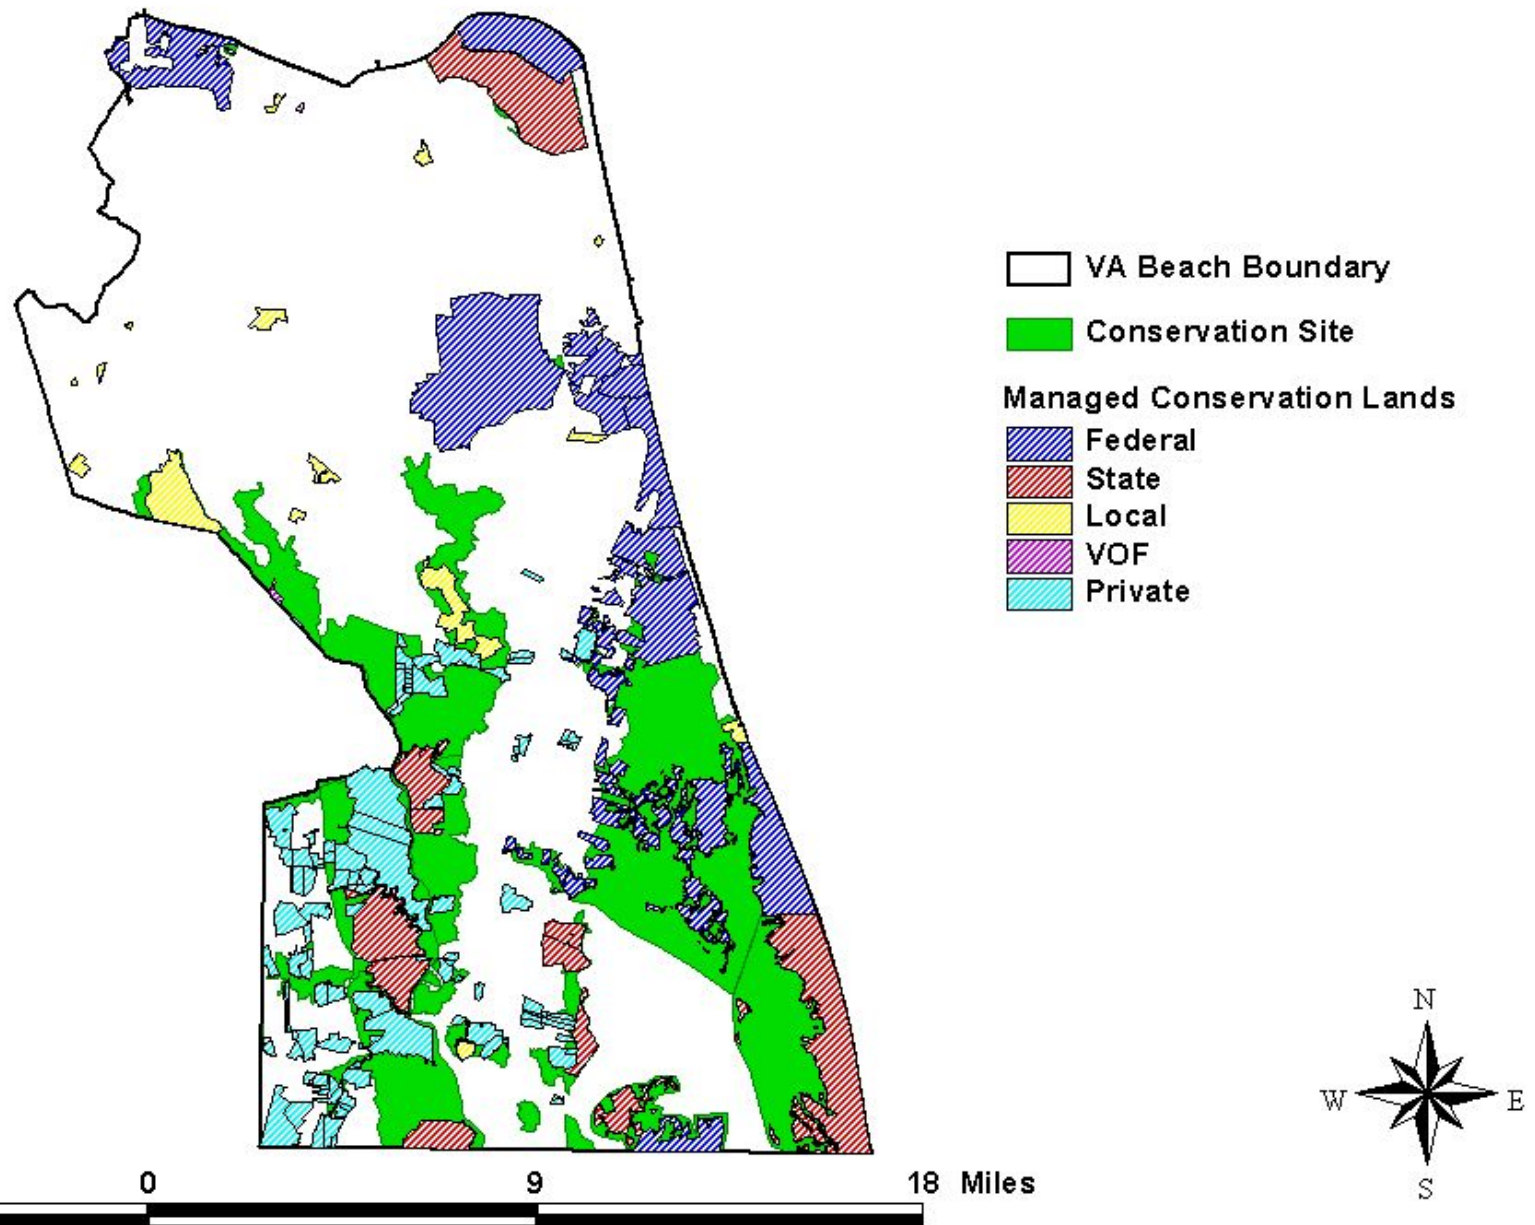 VA Beach Boundary
Conservation Site
Managed Conservation Lands
Federal
State
Local
VOF
Private
N
W E
S
0 9 18 Miles